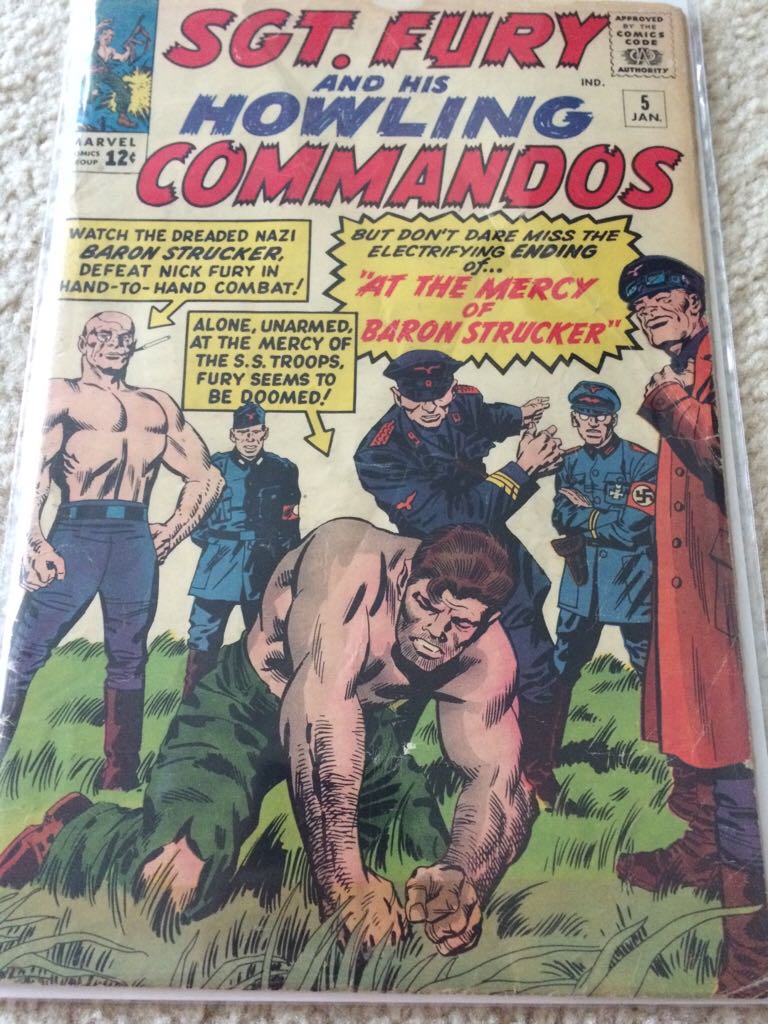 SGT. FURY
AND HIS
HOWLING
COMMANDOS
APPROVED
BY THE
COMICS
CODE
AUTHORITY
IND.
5
JAN.
MARVEL
COMICS
GROUP 12¢
WATCH THE DREADED NAZI
BARON STRUCKER,
DEFEAT NICK FURY IN
HAND-TO-HAND COMBAT!
BUT DON'T DARE MISS THE
ELECTRIFYING ENDING
OF...
"AT THE MERCY
OF
BARON STRUCKER"
ALONE, UNARMED,
AT THE MERCY OF
THE S.S. TROOPS,
FURY SEEMS TO
BE DOOMED!